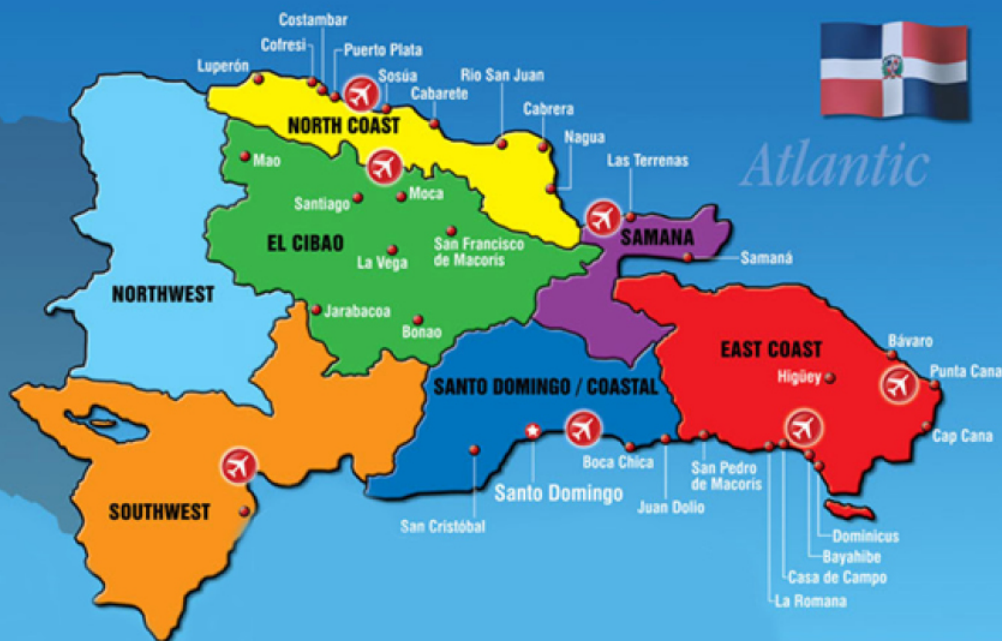 Costambar
Cofresi
Puerto Plata
Luperón
Sosúa
Rio San Juan
Cabarete
Cabrera
NORTH COAST
Nagua
Atlantic
Mao
Las Terrenas
Santiago
Moca
EL CIBAO
San Francisco
de Macorís
SAMANA
La Vega
Samaná
NORTHWEST
Jarabacoa
Bonao
EAST COAST
Bávaro
Higüey
Punta Cana
SANTO DOMINGO / COASTAL
Cap Cana
Boca Chica
San Pedro
de Macorís
Santo Domingo
Juan Dolio
SOUTHWEST
San Cristóbal
Dominicus
Bayahibe
Casa de Campo
La Romana